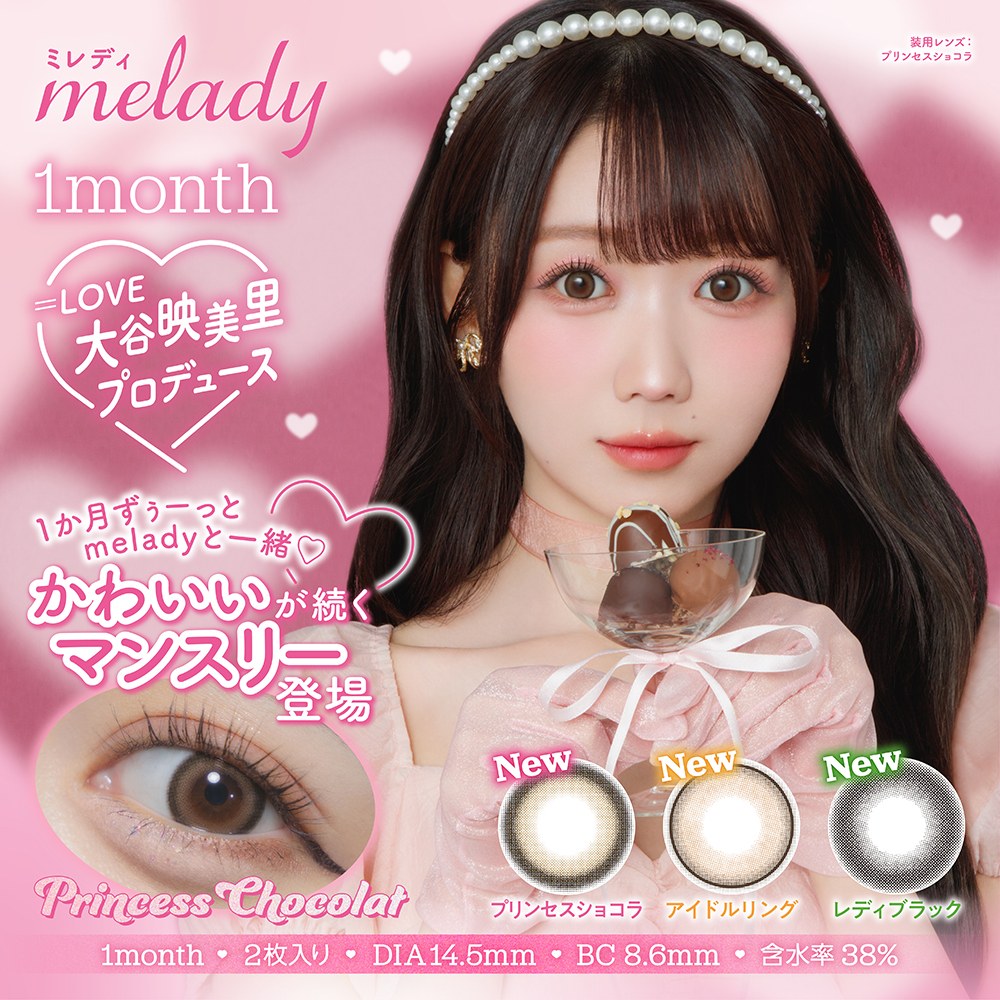 ミレディ
melady
1month
装用レンズ：
プリンセスショコラ
=LOVE
大谷映美里
プロデュース
1か月ずぅーっと
meladyと一緒♡
かわいいが続く
マンスリー登場
New
New
New
プリンセスショコラ
アイドルリング
レディブラック
Princess Chocolat
1month • 2枚入り • DIA 14.5mm • BC 8.6mm • 含水率 38%